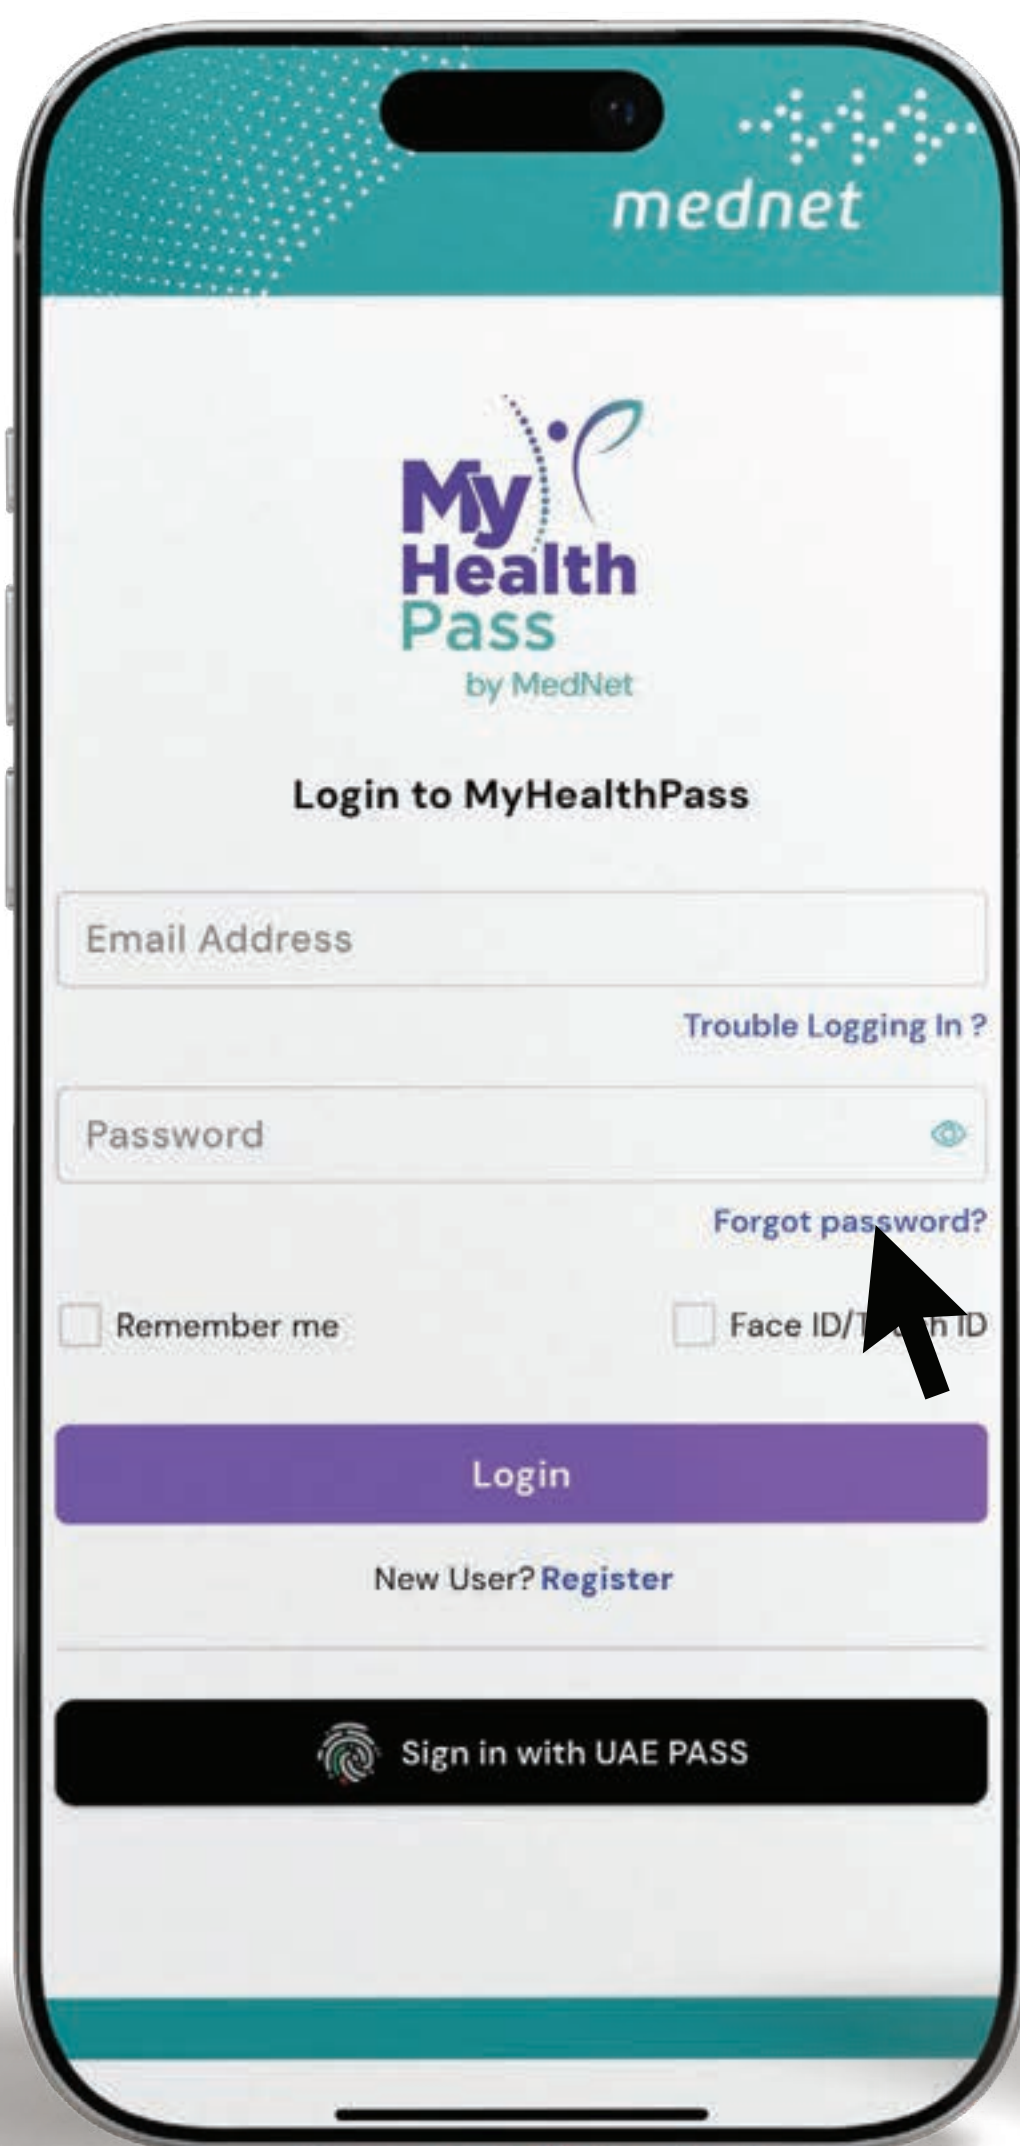 mednet
My
Health
Pass
by MedNet
Login to MyHealthPass
Email Address
Trouble Logging In ?
Password
Forgot password?
Remember me
Face ID/ ID
Login
New User? Register
Sign in with UAE PASS